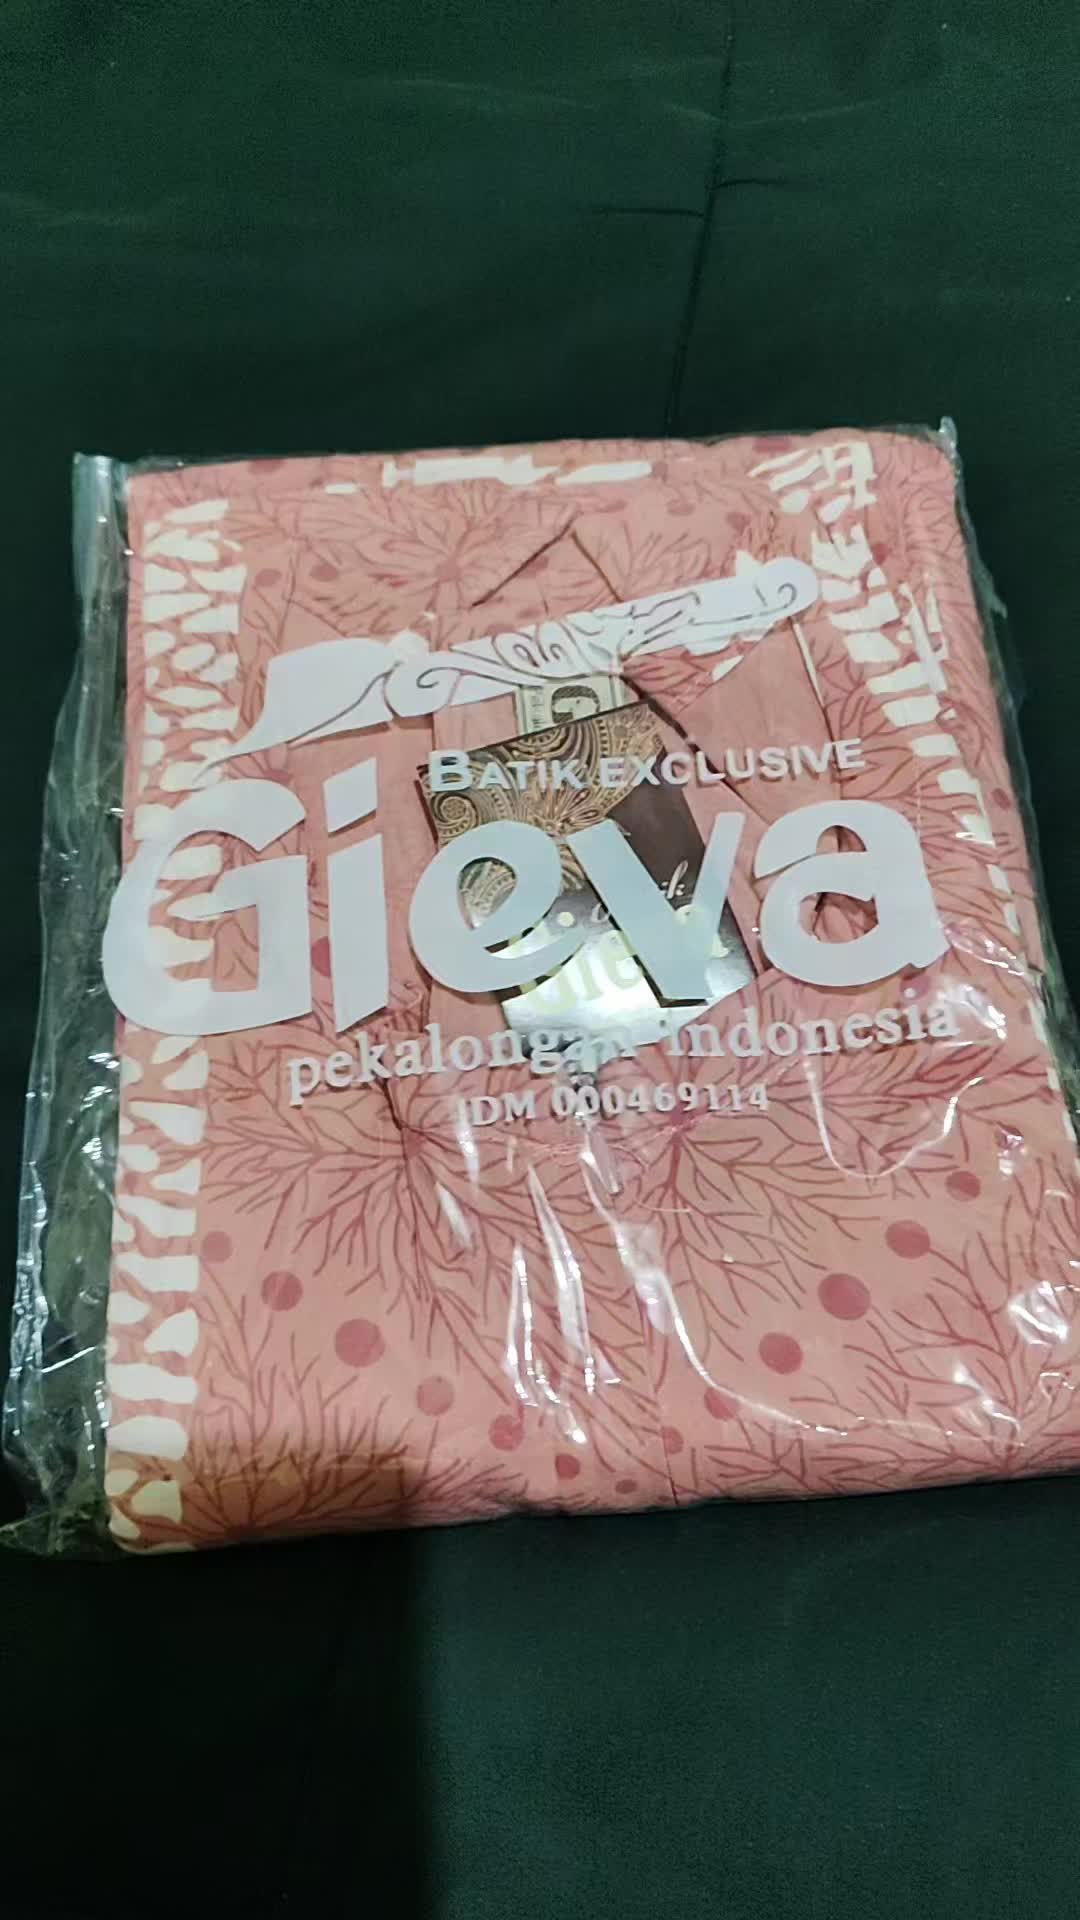 BATIK EXCLUSIVE
Gieva
pekalongan indonesia
IDM 000469114